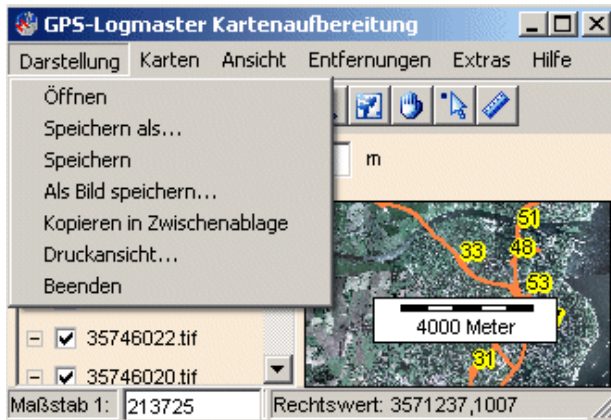 GPS-Logmaster Kartenaufbereitung
Darstellung Karten Ansicht Entfernungen Extras Hilfe
Öffnen
Speichern als...
Speichern
m
Als Bild speichern...
Kopieren in Zwischenablage
Druckansicht...
Beenden
51
33
48
53
4000 Meter
31
35746022.tif
35746020.tif
Maßstab 1: 213725 Rechtswert: 3571237,1007